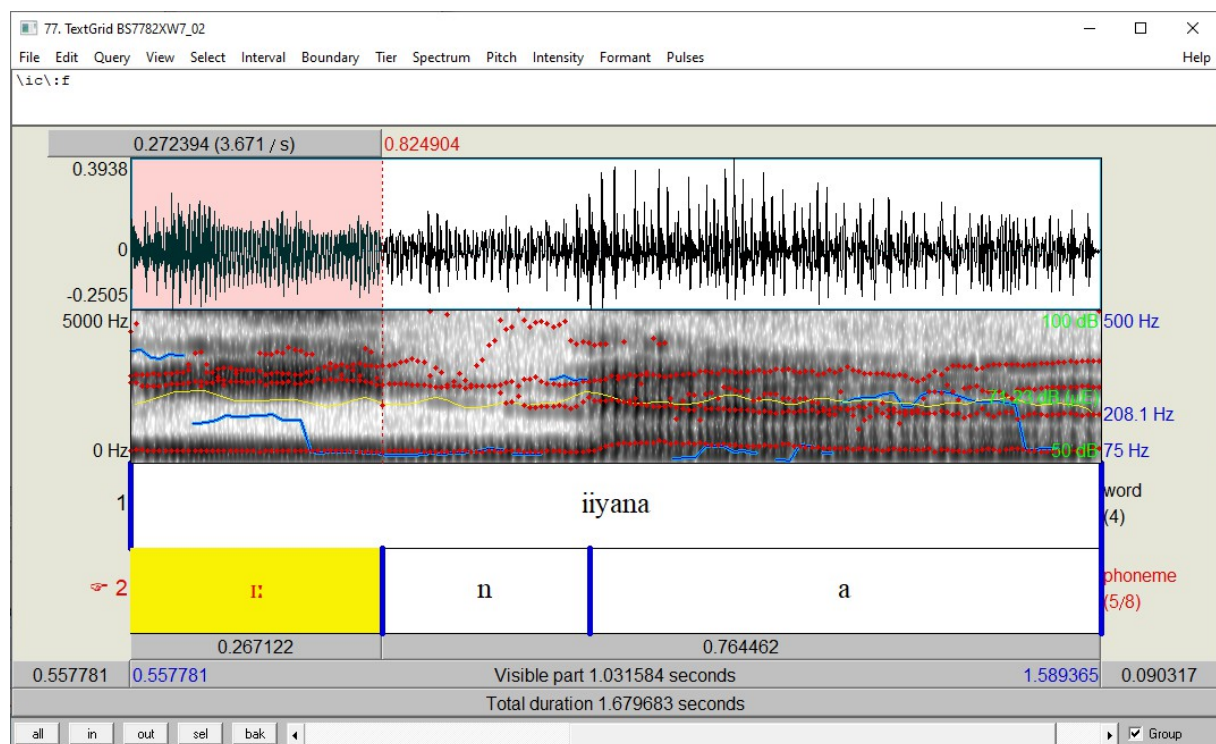 77. TextGrid BS7782XW7_02
File Edit Query View Select Interval Boundary Tier Spectrum Pitch Intensity Formant Pulses Help
\ic\:f
0.272394 (3.671 / s) 0.824904
0.3938
0
-0.2505
5000 Hz 100 dB 500 Hz
208.1 Hz
0 Hz 50 dB 75 Hz
1 iiyana word
(4)
☞ 2 ɪː n a phoneme
(5/8)
0.267122 0.764462
0.557781 0.557781 Visible part 1.031584 seconds 1.589365 0.090317
Total duration 1.679683 seconds
all in out sel bak Group